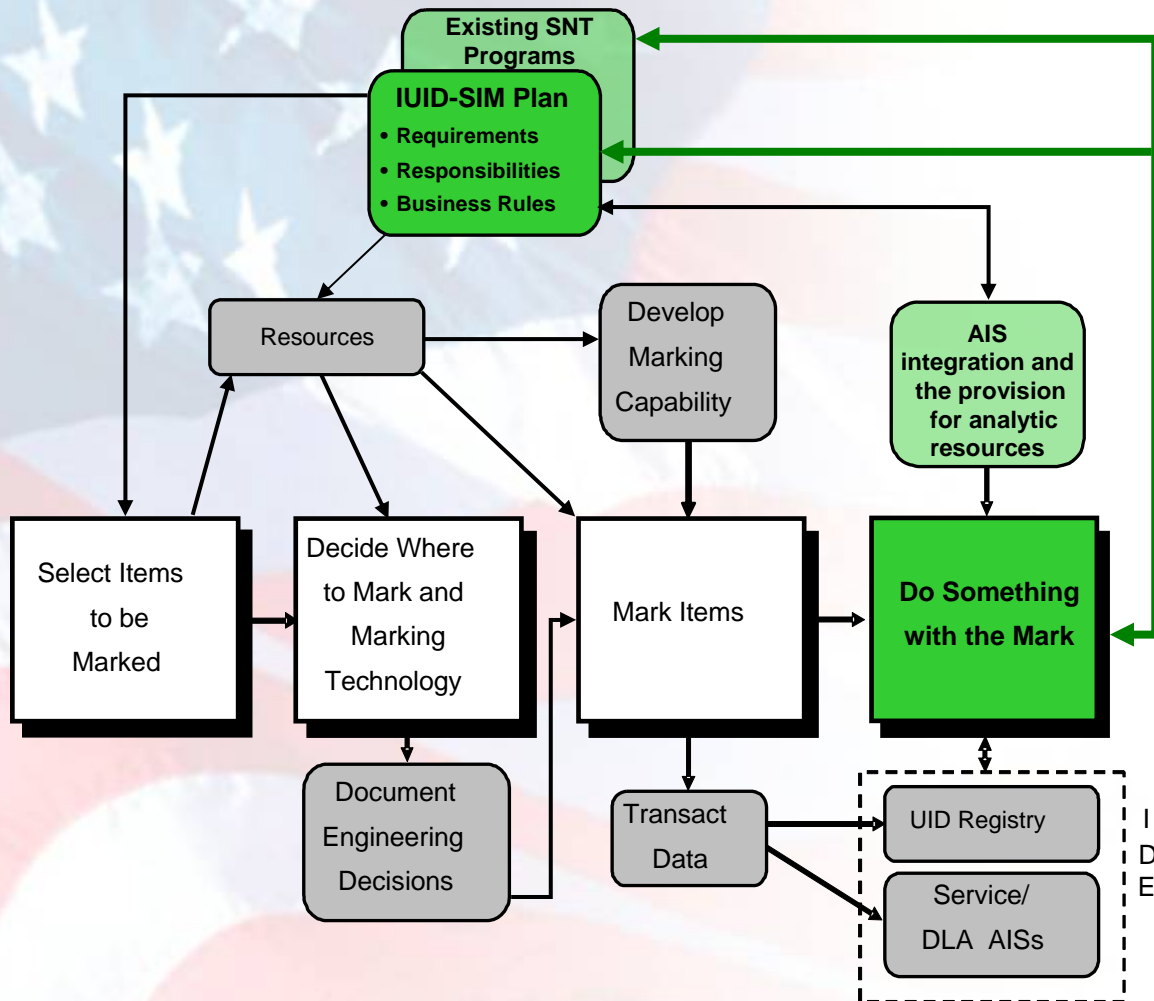 Existing SNT
Programs
IUID-SIM Plan
• Requirements
• Responsibilities
• Business Rules
Resources
Develop
Marking
Capability
AIS
integration and
the provision
for analytic
resources
Select Items
to be
Marked
Decide Where
to Mark and
Marking
Technology
Mark Items
Do Something
with the Mark
Document
Engineering
Decisions
Transact
Data
UID Registry
Service/
DLA AISs
I
D
E